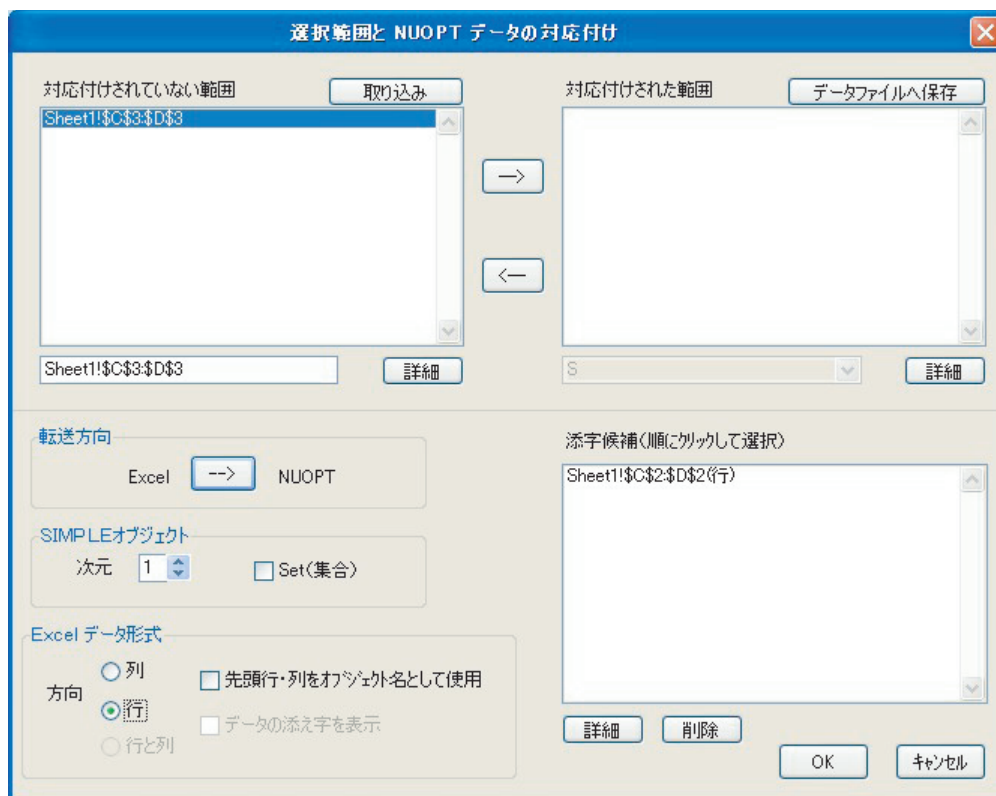 選択範囲と NUOPT データの対応付け
対応付けされていない範囲
取り込み
Sheet1!$C$3:$D$3
Sheet1!$C$3:$D$3
詳細
-->
<--
対応付けされた範囲
データファイルへ保存
S
詳細
転送方向
Excel
-->
NUOPT
SIMPLEオブジェクト
次元
1
Set(集合)
Excel データ形式
方向
列
行
行と列
先頭行・列をオブジェクト名として使用
データの添え字を表示
添字候補(順にクリックして選択)
Sheet1!$C$2:$D$2(行)
詳細
削除
OK
キャンセル